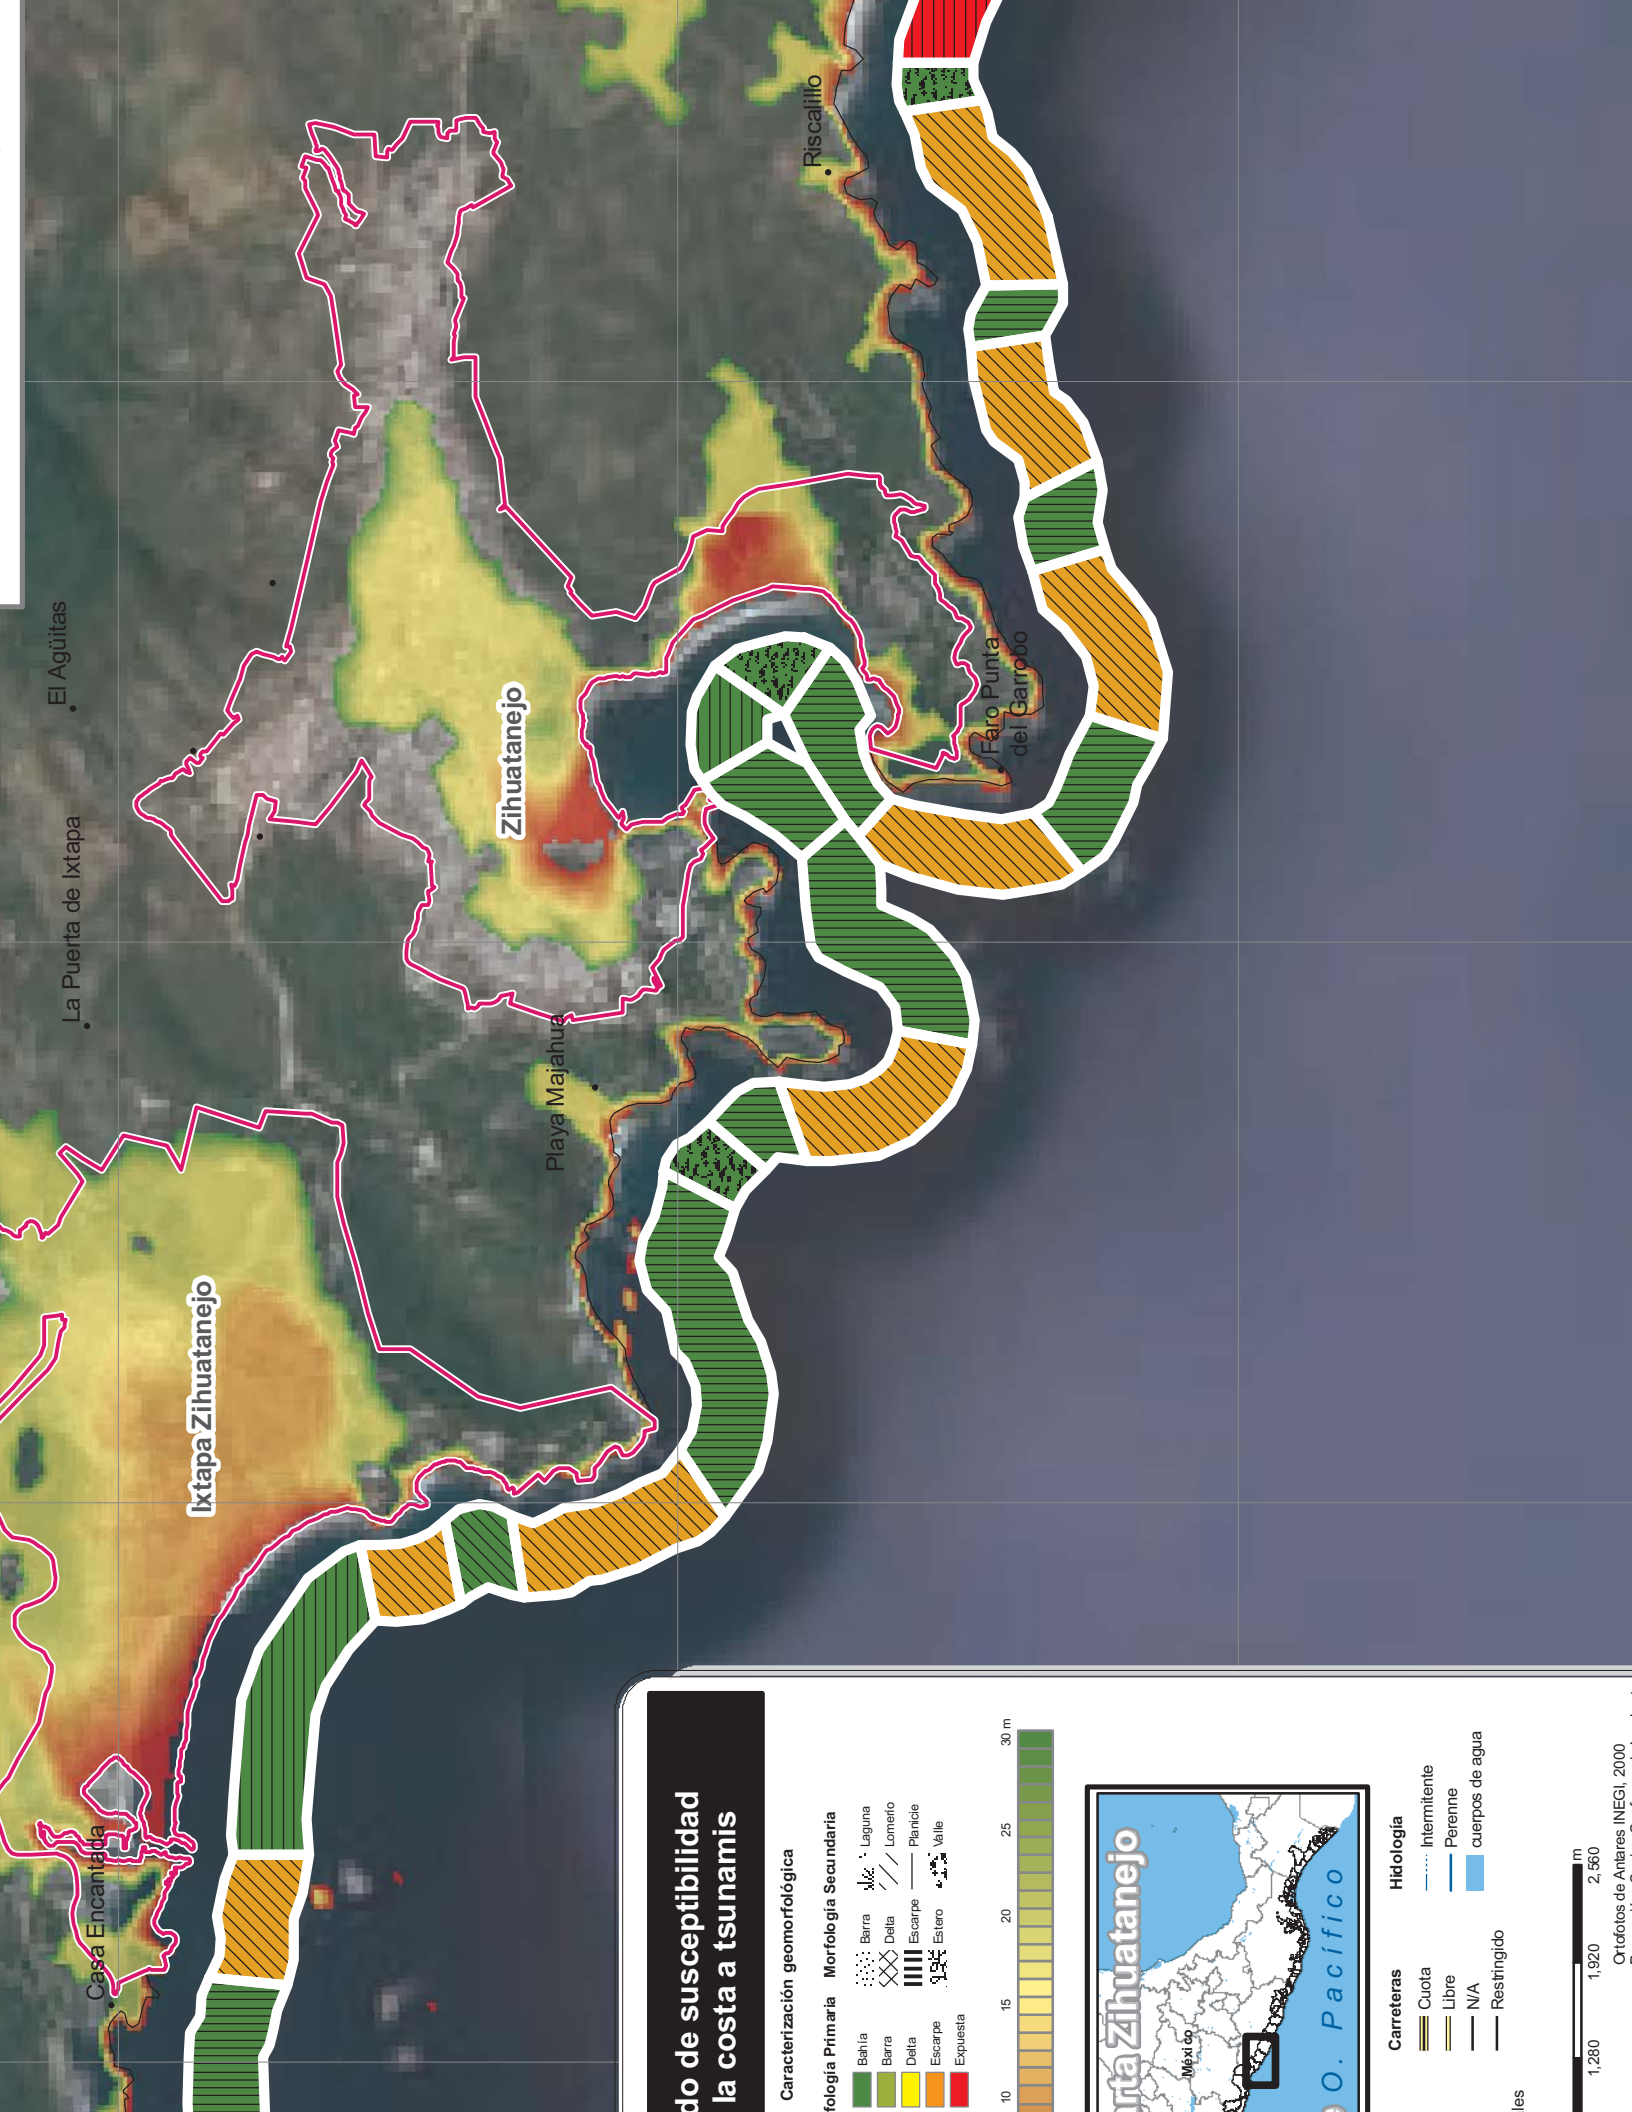 Riscalillo
El Agüitas
Zihuatanejo
Faro Punta
del Garrobo
La Puerta de Ixtapa
Playa Majahua
Ixtapa Zihuatanejo
Casa Encantada
do de susceptibilidad
la costa a tsunamis
Caracterización geomorfológica
fología Primaria
Bahía
Barra
Delta
Escarpe
Expuesta
Morfología Secundaria
Barra
Delta
Escarpe
Estero
Laguna
Lomerío
Planicie
Valle
10
15
20
25
30 m
rta Zihuatanejo
México
O. Pacífico
Carreteras
Cuota
Libre
N/A
Restringido
Hidología
Intermitente
Perenne
cuerpos de agua
les
1,280
1,920
2,560
m
Ortofotos de Antares INEGI, 2000